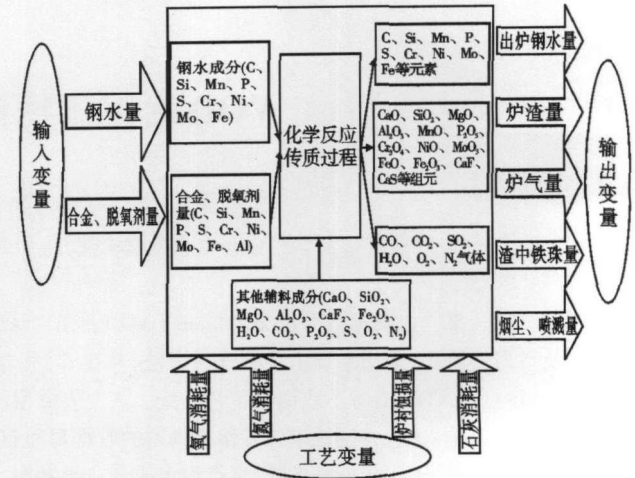 输入变量
钢水量
合金、脱氧剂量
钢水成分(C、
Si、Mn、P、
S、Cr、Ni、
Mo、Fe)
合金、脱氧剂
量(C、Si、Mn、
P、S、Cr、Ni、
Mo、Fe、Al)
化学反应
传质过程
C、Si、Mn、P、
S、Cr、Ni、Mo、
Fe等元素
CaO、SiO₂、MgO、
Al₂O₃、MnO、P₂O₅、
Cr₂O₄、NiO、MoO₃、
FeO、Fe₂O₃、CaF、
CaS等组元
CO、CO₂、SO₂、
H₂O、O₂、N₂气体
其他辅料成分(CaO、SiO₂、
MgO、Al₂O₃、CaF₂、Fe₂O₃、
H₂O、CO₂、P₂O₅、S、O₂、N₂)
出炉钢水量
炉渣量
炉气量
渣中铁珠量
烟尘、喷溅量
输出变量
氧气消耗量
氮气消耗量
炉衬蚀损量
石灰消耗量
工艺变量